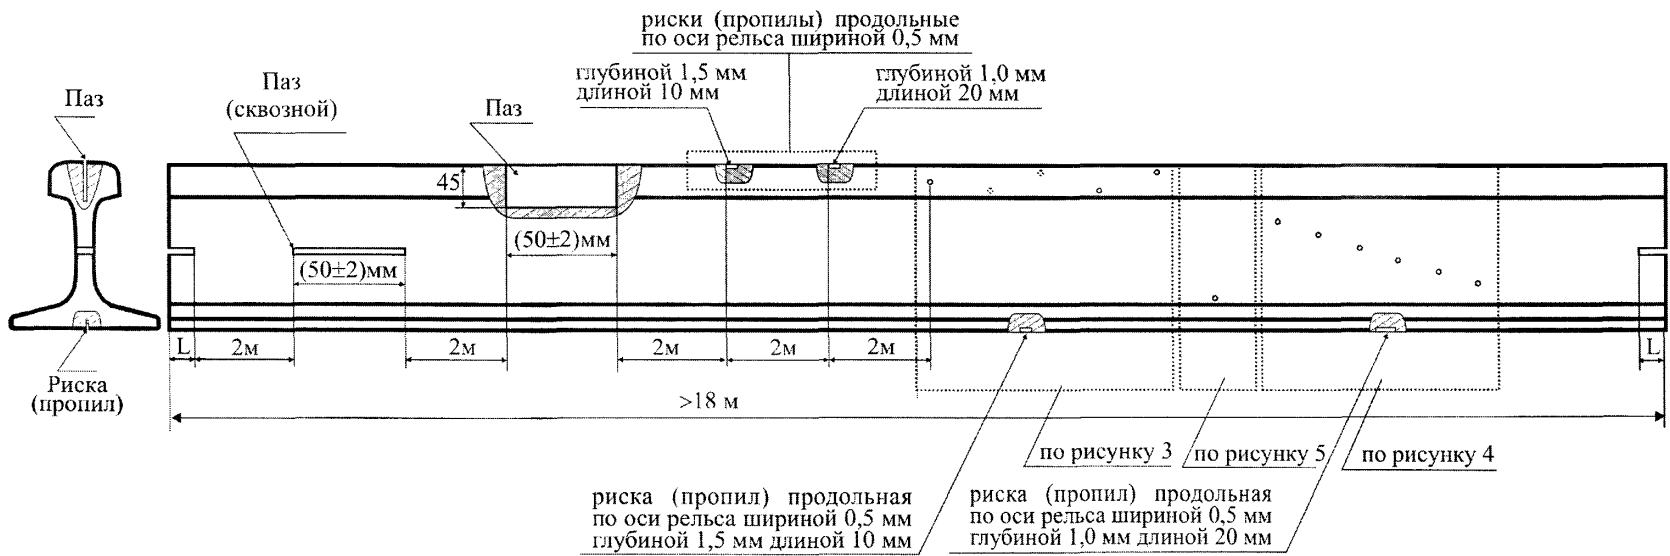 риски (пропилы) продольные
по оси рельса шириной 0,5 мм
глубиной 1,5 мм
длиной 10 мм
глубиной 1,0 мм
длиной 20 мм
Паз
Паз
(сквозной)
Паз
45
(50±2)мм
(50±2)мм
L
2м
2м
2м
2м
2м
L
Риска
(пропил)
>18 м
по рисунку 3
по рисунку 5
по рисунку 4
риска (пропил) продольная
по оси рельса шириной 0,5 мм
глубиной 1,5 мм длиной 10 мм
риска (пропил) продольная
по оси рельса шириной 0,5 мм
глубиной 1,0 мм длиной 20 мм